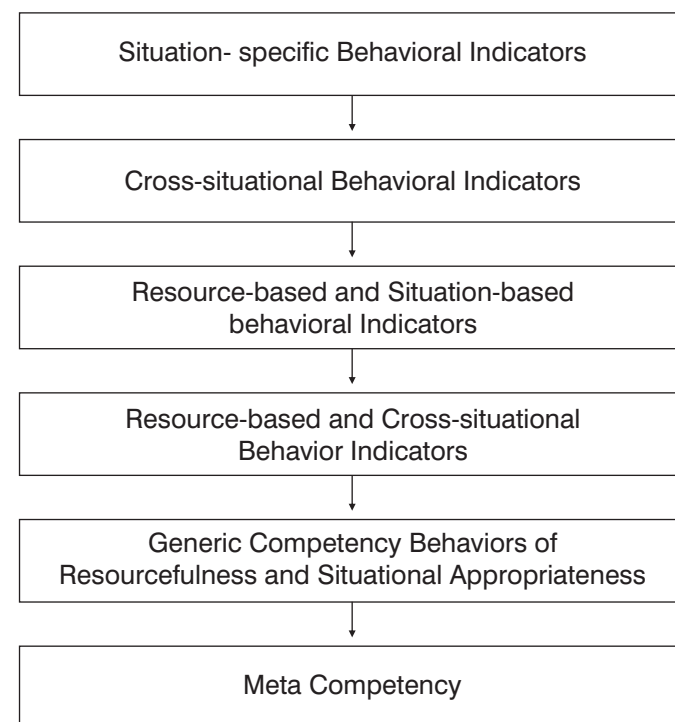 Situation- specific Behavioral Indicators
Cross-situational Behavioral Indicators
Resource-based and Situation-based
behavioral Indicators
Resource-based and Cross-situational
Behavior Indicators
Generic Competency Behaviors of
Resourcefulness and Situational Appropriateness
Meta Competency